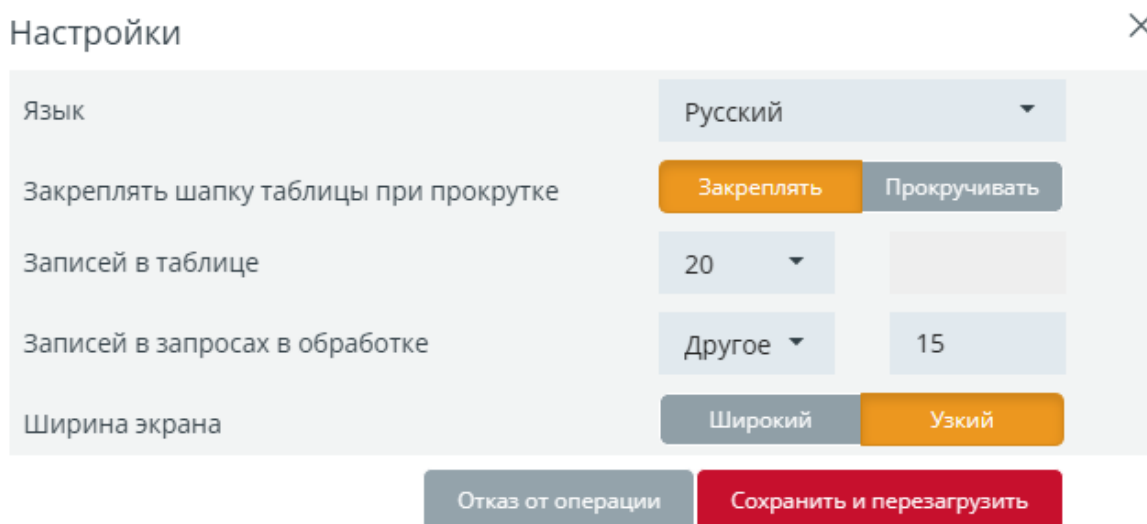 Настройки
Язык Русский
Закреплять шапку таблицы при прокрутке Закреплять Прокручивать
Записей в таблице 20
Записей в запросах в обработке Другое 15
Ширина экрана Широкий Узкий
Отказ от операции Сохранить и перезагрузить